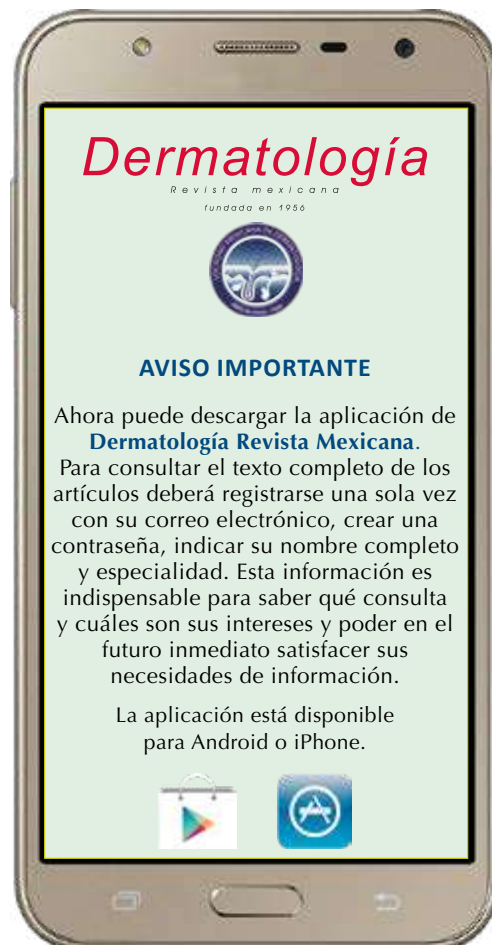 Dermatología
Revista mexicana
fundada en 1956
AVISO IMPORTANTE
Ahora puede descargar la aplicación de
Dermatología Revista Mexicana.
Para consultar el texto completo de los
artículos deberá registrarse una sola vez
con su correo electrónico, crear una
contraseña, indicar su nombre completo
y especialidad. Esta información es
indispensable para saber qué consulta
y cuáles son sus intereses y poder en el
futuro inmediato satisfacer sus
necesidades de información.
La aplicación está disponible
para Android o iPhone.